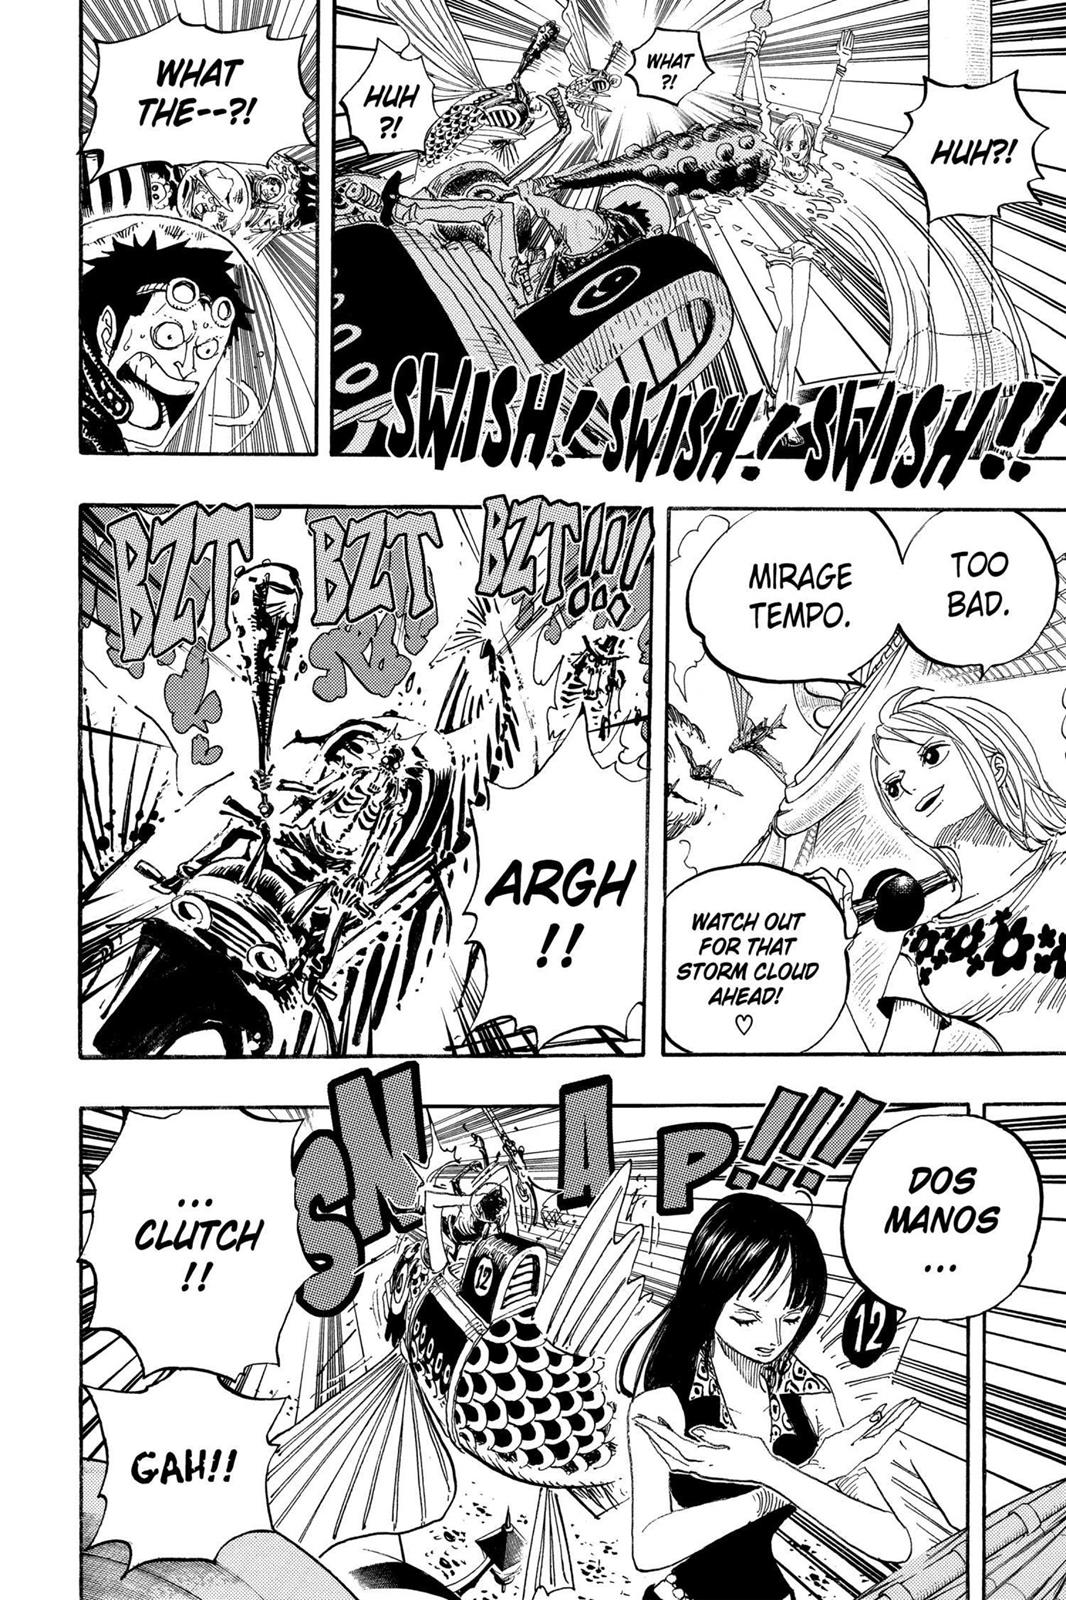 HUH?!
WHAT
?!
HUH
?!
SWISH! SWISH! SWISH!!
WHAT
THE--?!
TOO
BAD.
MIRAGE
TEMPO.
WATCH OUT
FOR THAT
STORM CLOUD
AHEAD!
♡
BZT BZT BZT!!!
ARGH
!!
DOS
MANOS
...
12
SNAP!!!
12
...
CLUTCH
!!
GAH!!